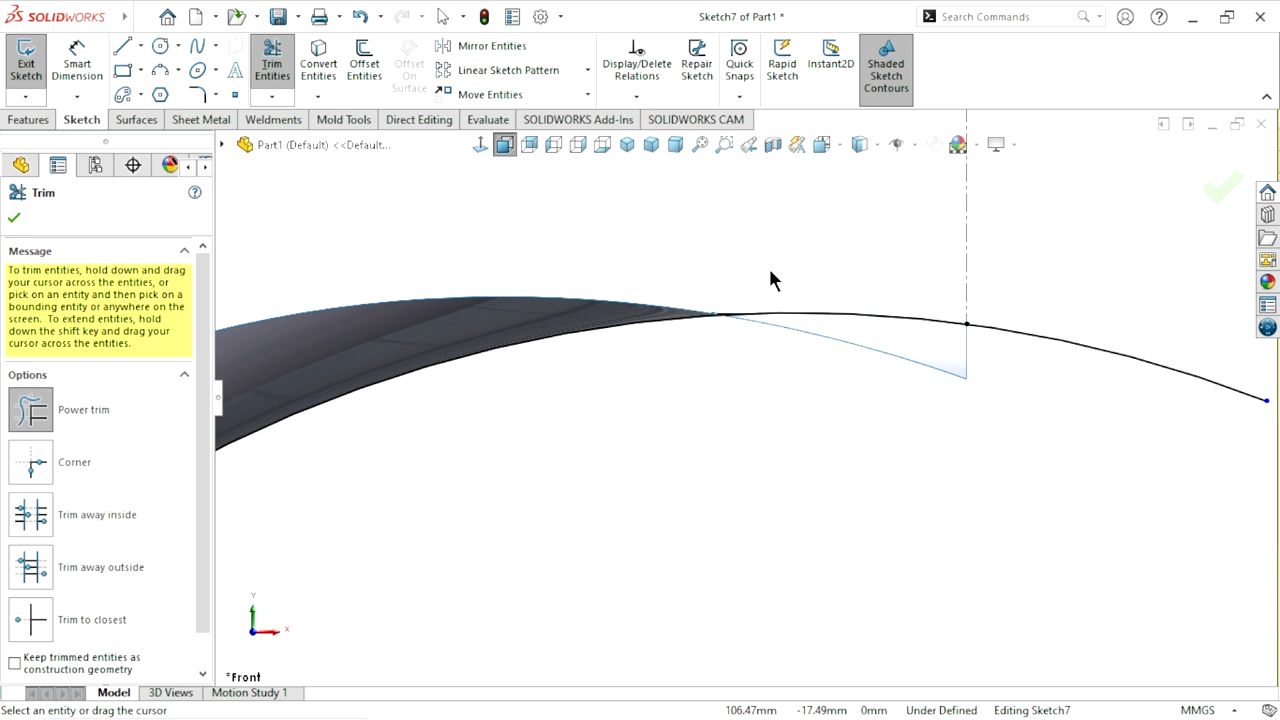 SOLIDWORKS
Sketch7 of Part1 *
Search Commands
Exit Sketch
Smart Dimension
Trim Entities
Convert Entities
Offset Entities
Offset On Surface
Mirror Entities
Linear Sketch Pattern
Move Entities
Display/Delete Relations
Repair Sketch
Quick Snaps
Rapid Sketch
Instant2D
Shaded Sketch Contours
Features
Sketch
Surfaces
Sheet Metal
Weldments
Mold Tools
Direct Editing
Evaluate
SOLIDWORKS Add-Ins
SOLIDWORKS CAM
Part1 (Default) <<Default...
Trim
Message
To trim entities, hold down and drag
your cursor across the entities, or
pick on an entity and then pick on a
bounding entity or anywhere on the
screen. To extend entities, hold
down the shift key and drag your
cursor across the entities.
Options
Power trim
Corner
Trim away inside
Trim away outside
Trim to closest
Keep trimmed entities as
construction geometry
Y
X
*Front
Model
3D Views
Motion Study 1
Select an entity or drag the cursor
106.47mm
-17.49mm
0mm
Under Defined
Editing Sketch7
MMGS